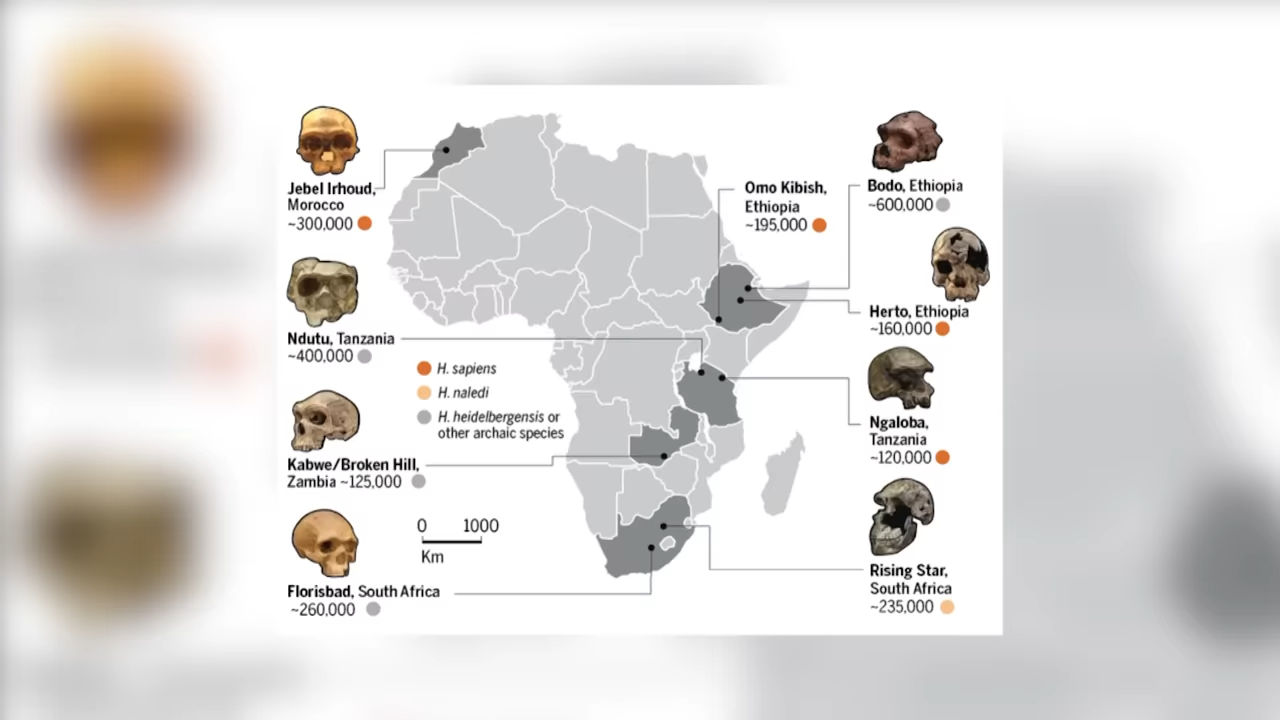 Jebel Irhoud,
Morocco
~300,000
Ndutu, Tanzania
~400,000
Kabwe/Broken Hill,
Zambia ~125,000
Florisbad, South Africa
~260,000
H. sapiens
H. naledi
H. heidelbergensis or
other archaic species
0 1000
Km
Omo Kibish,
Ethiopia
~195,000
Bodo, Ethiopia
~600,000
Herto, Ethiopia
~160,000
Ngaloba,
Tanzania
~120,000
Rising Star,
South Africa
~235,000